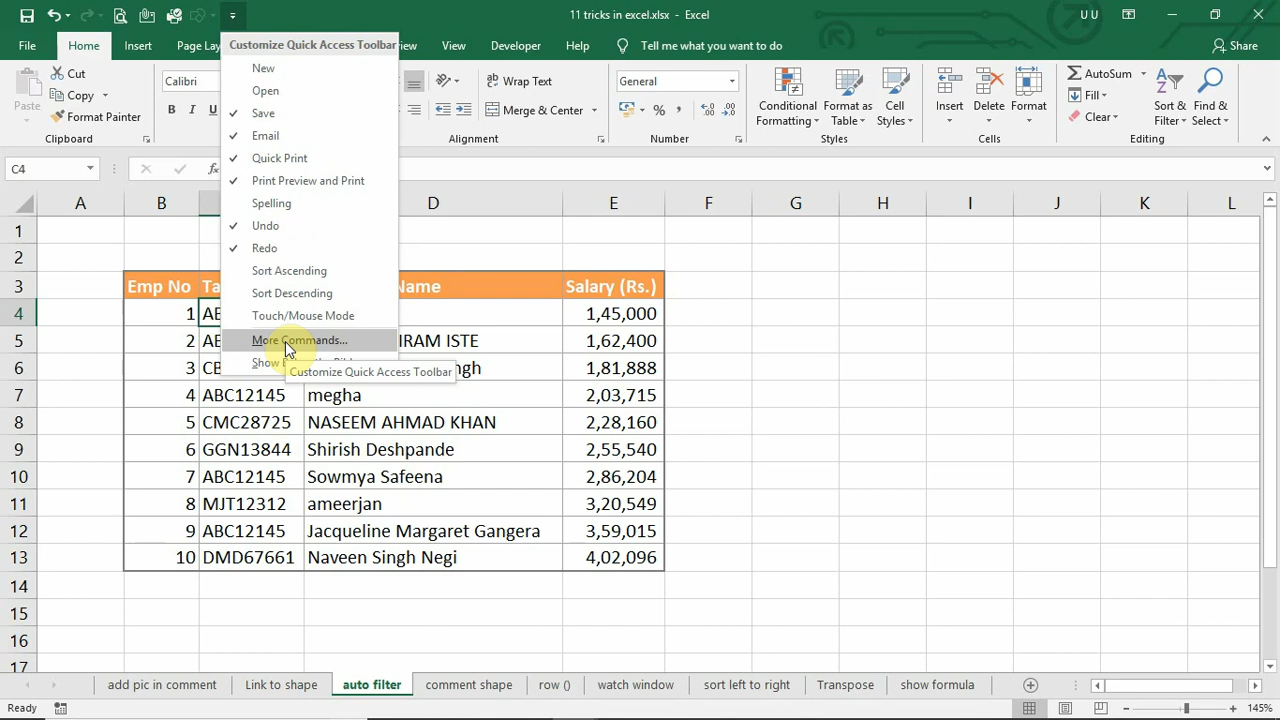 11 tricks in excel.xlsx - Excel
U U
File Home Insert Page Lay view View Developer Help Tell me what you want to do Share
Customize Quick Access Toolbar
New
Open
Save
Email
Quick Print
Print Preview and Print
Spelling
Undo
Redo
Sort Ascending
Sort Descending
Touch/Mouse Mode
More Commands...
Show
Customize Quick Access Toolbar
Paste
Cut
Copy
Format Painter
Clipboard
Calibri
B I U
Wrap Text
Merge & Center
Alignment
General
%
Number
Conditional Formatting
Format as Table
Cell Styles
Styles
Insert Delete Format
Cells
AutoSum
Fill
Clear
Sort & Filter
Find & Select
Editing
C4 fx
A B D E F G H I J K L
1
2
3 Emp No Name Salary (Rs.)
4 1 1,45,000
5 2 IRAM ISTE 1,62,400
6 3 1,81,888
7 4 ABC12145 megha 2,03,715
8 5 CMC28725 NASEEM AHMAD KHAN 2,28,160
9 6 GGN13844 Shirish Deshpande 2,55,540
10 7 ABC12145 Sowmya Safeena 2,86,204
11 8 MJT12312 ameerjan 3,20,549
12 9 ABC12145 Jacqueline Margaret Gangera 3,59,015
13 10 DMD67661 Naveen Singh Negi 4,02,096
14
15
16
17
add pic in comment Link to shape auto filter comment shape row () watch window sort left to right Transpose show formula
Ready 145%